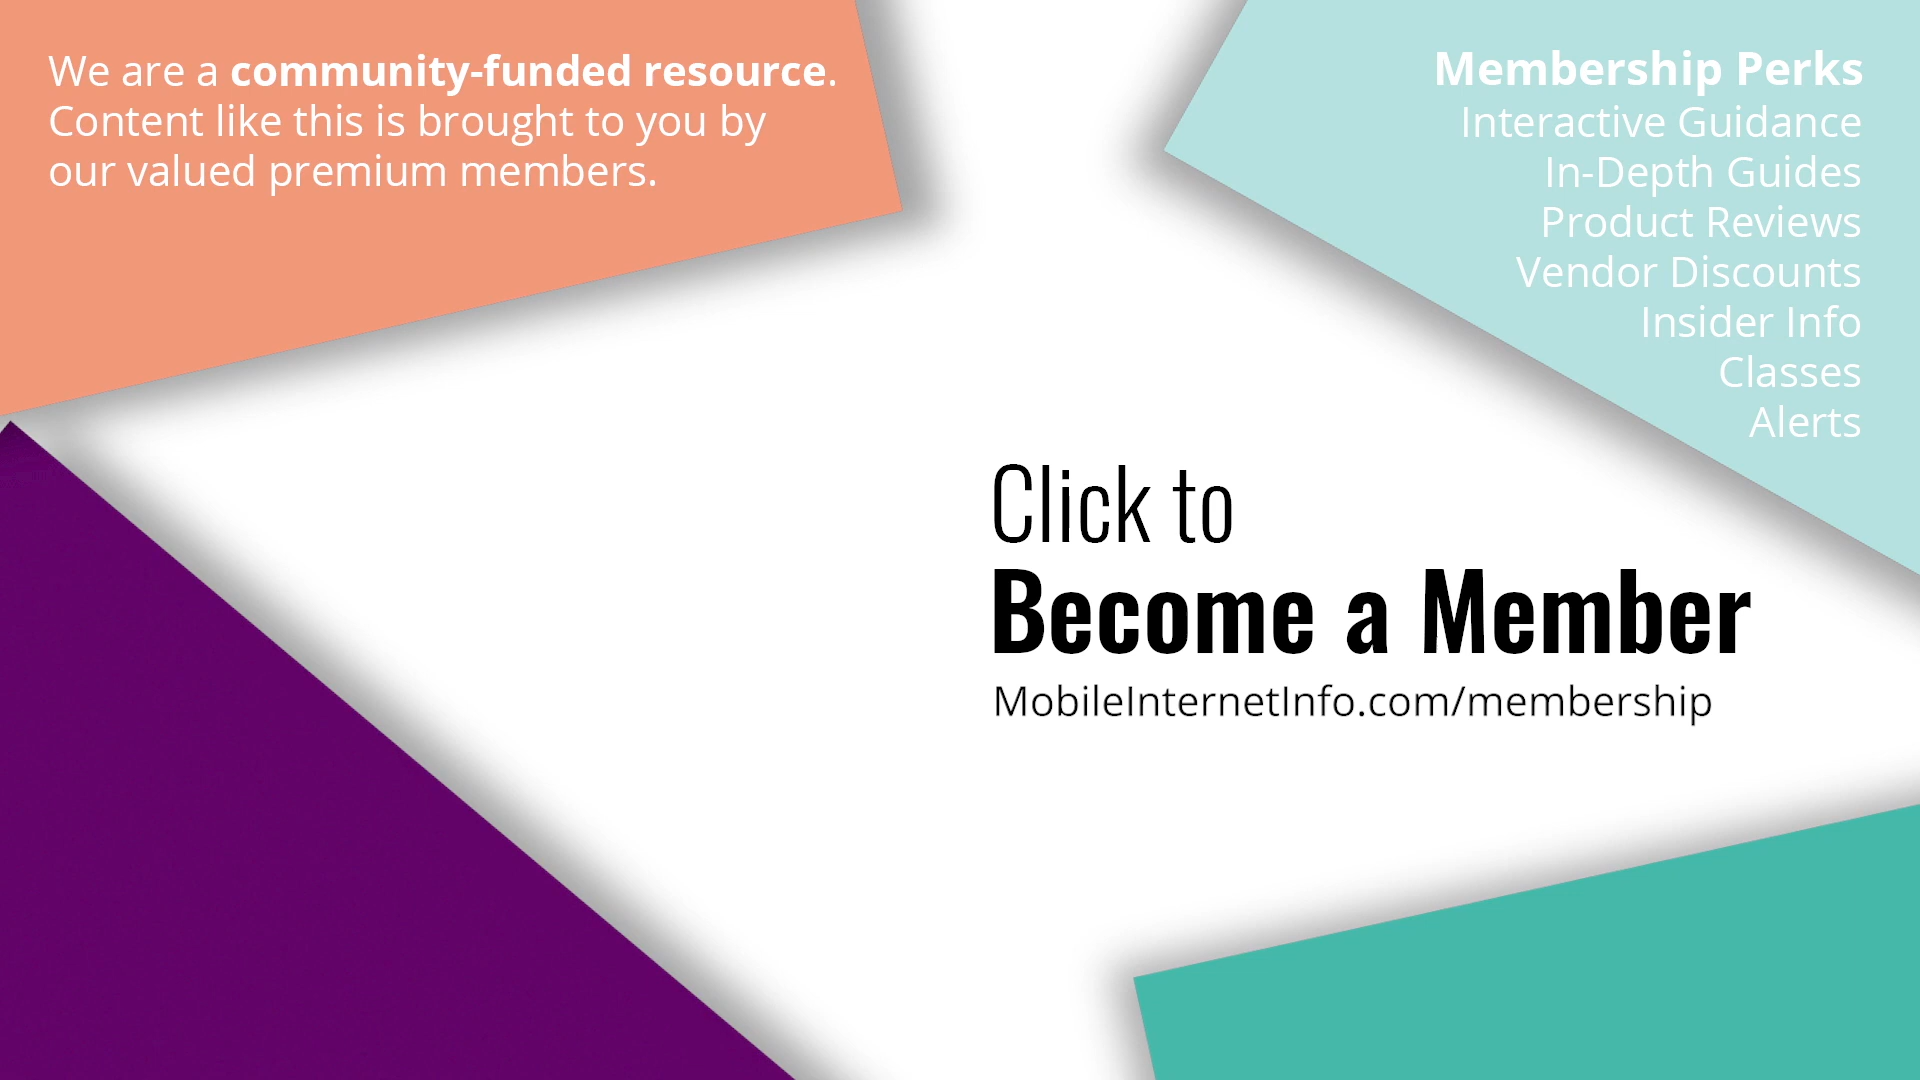 We are a community-funded resource.
Content like this is brought to you by
our valued premium members.
Membership Perks
Interactive Guidance
In-Depth Guides
Product Reviews
Vendor Discounts
Insider Info
Classes
Alerts
Click to
Become a Member
MobileInternetInfo.com/membership